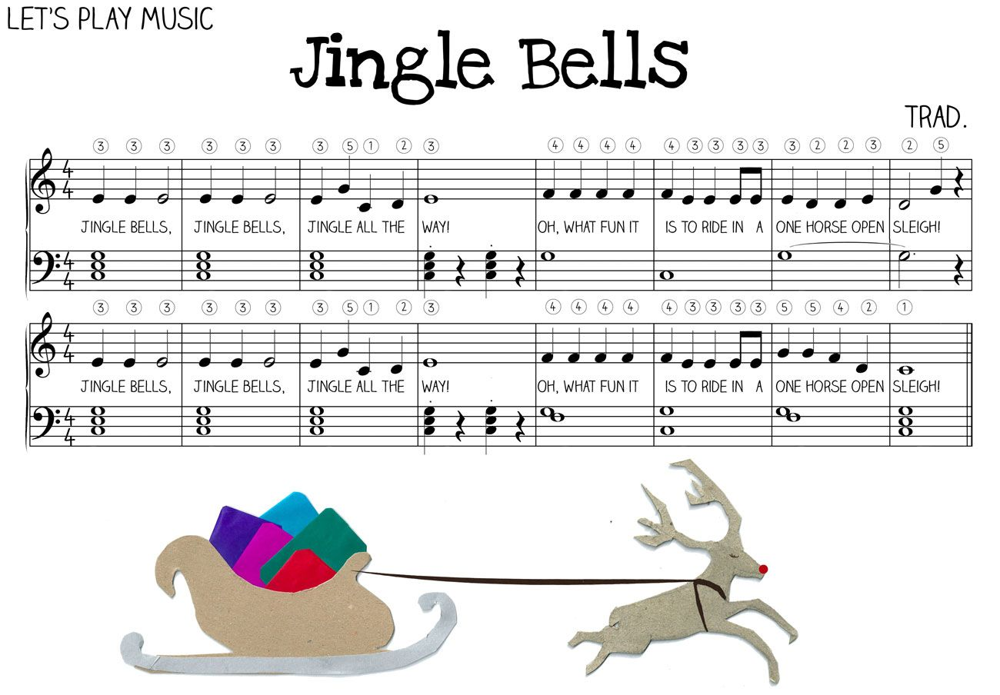 LET'S PLAY MUSIC
Jingle Bells
TRAD.
3 3 3 3 3 3 3 5 1 2 3 4 4 4 4 4 3 3 3 3 3 2 2 3 2 5
4 4
JINGLE BELLS, JINGLE BELLS, JINGLE ALL THE WAY! OH, WHAT FUN IT IS TO RIDE IN A ONE HORSE OPEN SLEIGH!
4 4
3 3 3 3 3 3 3 5 1 2 3 4 4 4 4 4 3 3 3 3 5 5 4 2 1
4 4
JINGLE BELLS, JINGLE BELLS, JINGLE ALL THE WAY! OH, WHAT FUN IT IS TO RIDE IN A ONE HORSE OPEN SLEIGH!
4 4